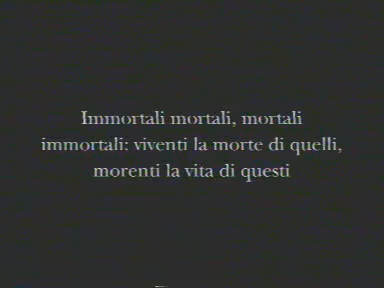 Immortali mortali, mortali
immortali: viventi la morte di quelli,
morenti la vita di questi